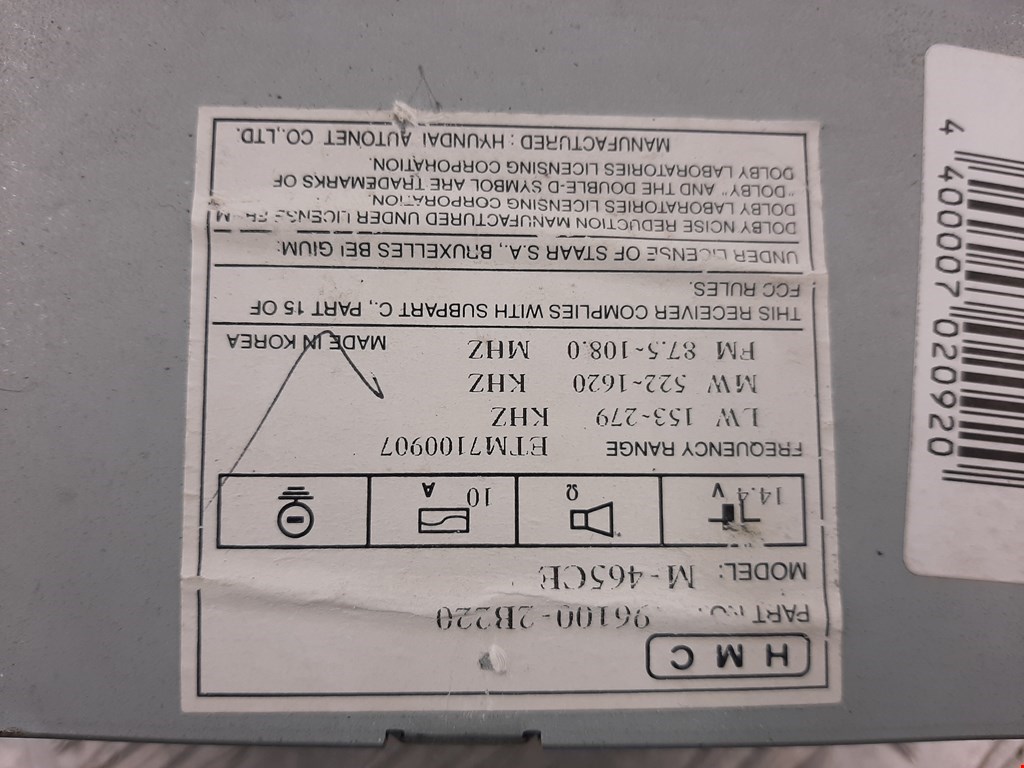 HMC
PART NO. 96100-2B220
MODEL: M-465CE
14.4 V
Ω
10 A
FREQUENCY RANGE ETM7100907
LW 153~279 KHZ
MW 522~1620 KHZ
FM 87.5~108.0 MHZ
MADE IN KOREA
THIS RECEIVER COMPLIES WITH SUBPART C., PART 15 OF
FCC RULES.
UNDER LICENSE OF STAAR S.A., BRUXELLES BELGIUM:
DOLBY NOISE REDUCTION MANUFACTURED UNDER LICENSE FROM
DOLBY LABORATORIES LICENSING CORPORATION.
"DOLBY" AND THE DOUBLE-D SYMBOL ARE TRADEMARKS OF
DOLBY LABORATORIES LICENSING CORPORATION.
MANUFACTURED : HYUNDAI AUTONET CO.,LTD.
4 40007 020920